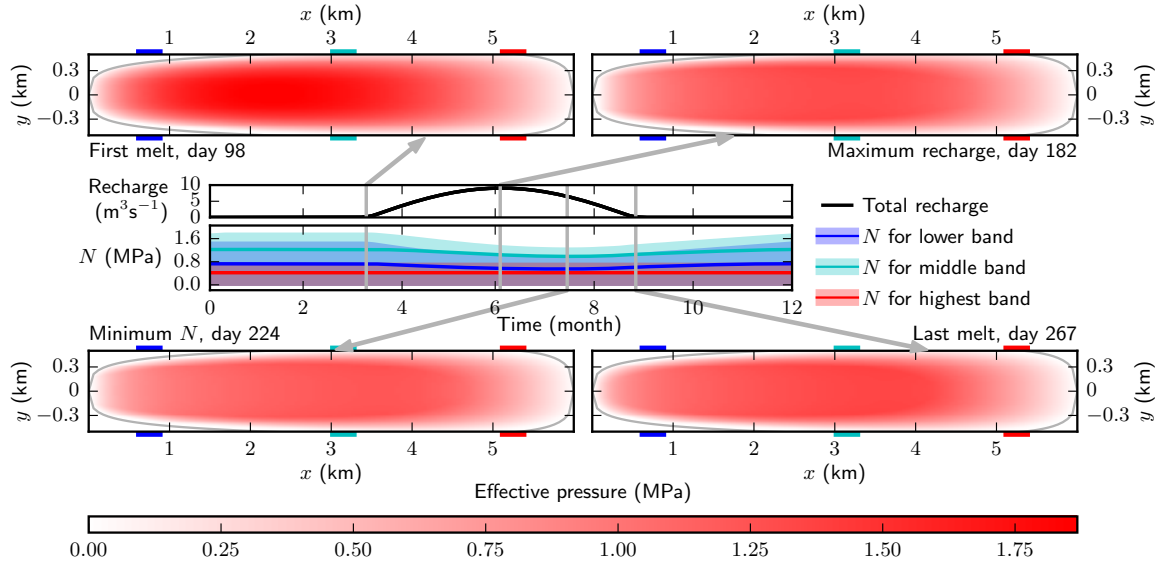 x (km) x (km)
1 2 3 4 5 1 2 3 4 5
y (km) 0.3 0 −0.3 0.3 0 −0.3 y (km)
First melt, day 98 Maximum recharge, day 182
Recharge
(m³s⁻¹)
10
5
0
Total recharge
N (MPa)
1.6
0.8
0.0
N for lower band
N for middle band
N for highest band
0 2 4 6 8 10 12
Time (month)
Minimum N, day 224 Last melt, day 267
y (km) 0.3 0 −0.3 0.3 0 −0.3 y (km)
1 2 3 4 5 1 2 3 4 5
x (km) x (km)
Effective pressure (MPa)
0.00 0.25 0.50 0.75 1.00 1.25 1.50 1.75